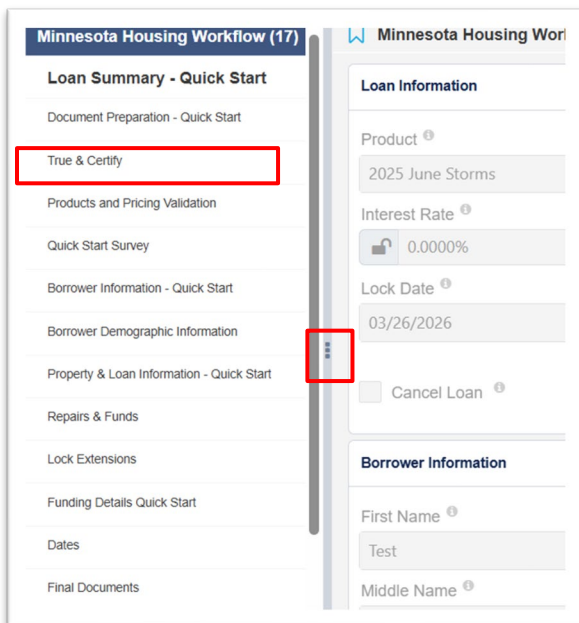 Minnesota Housing Workflow (17)
Loan Summary - Quick Start
Document Preparation - Quick Start
True & Certify
Products and Pricing Validation
Quick Start Survey
Borrower Information - Quick Start
Borrower Demographic Information
Property & Loan Information - Quick Start
Repairs & Funds
Lock Extensions
Funding Details Quick Start
Dates
Final Documents
Minnesota Housing
Loan Information
Product
2025 June Storms
Interest Rate
0.0000%
Lock Date
03/26/2026
Cancel Loan
Borrower Information
First Name
Test
Middle Name